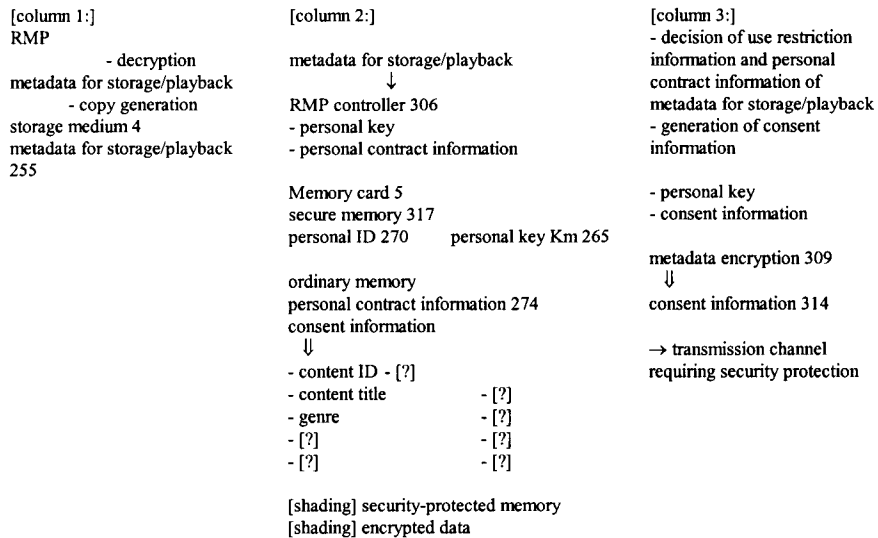 [column 1:]
RMP
- decryption
metadata for storage/playback
- copy generation
storage medium 4
metadata for storage/playback
255
[column 2:]
metadata for storage/playback
↓
RMP controller 306
- personal key
- personal contract information
Memory card 5
secure memory 317
personal ID 270 personal key Km 265
ordinary memory
personal contract information 274
consent information
⇓
- content ID - [?]
- content title - [?]
- genre - [?]
- [?] - [?]
- [?] - [?]
[shading] security-protected memory
[shading] encrypted data
[column 3:]
- decision of use restriction
information and personal
contract information of
metadata for storage/playback
- generation of consent
information
- personal key
- consent information
metadata encryption 309
⇓
consent information 314
→ transmission channel
requiring security protection